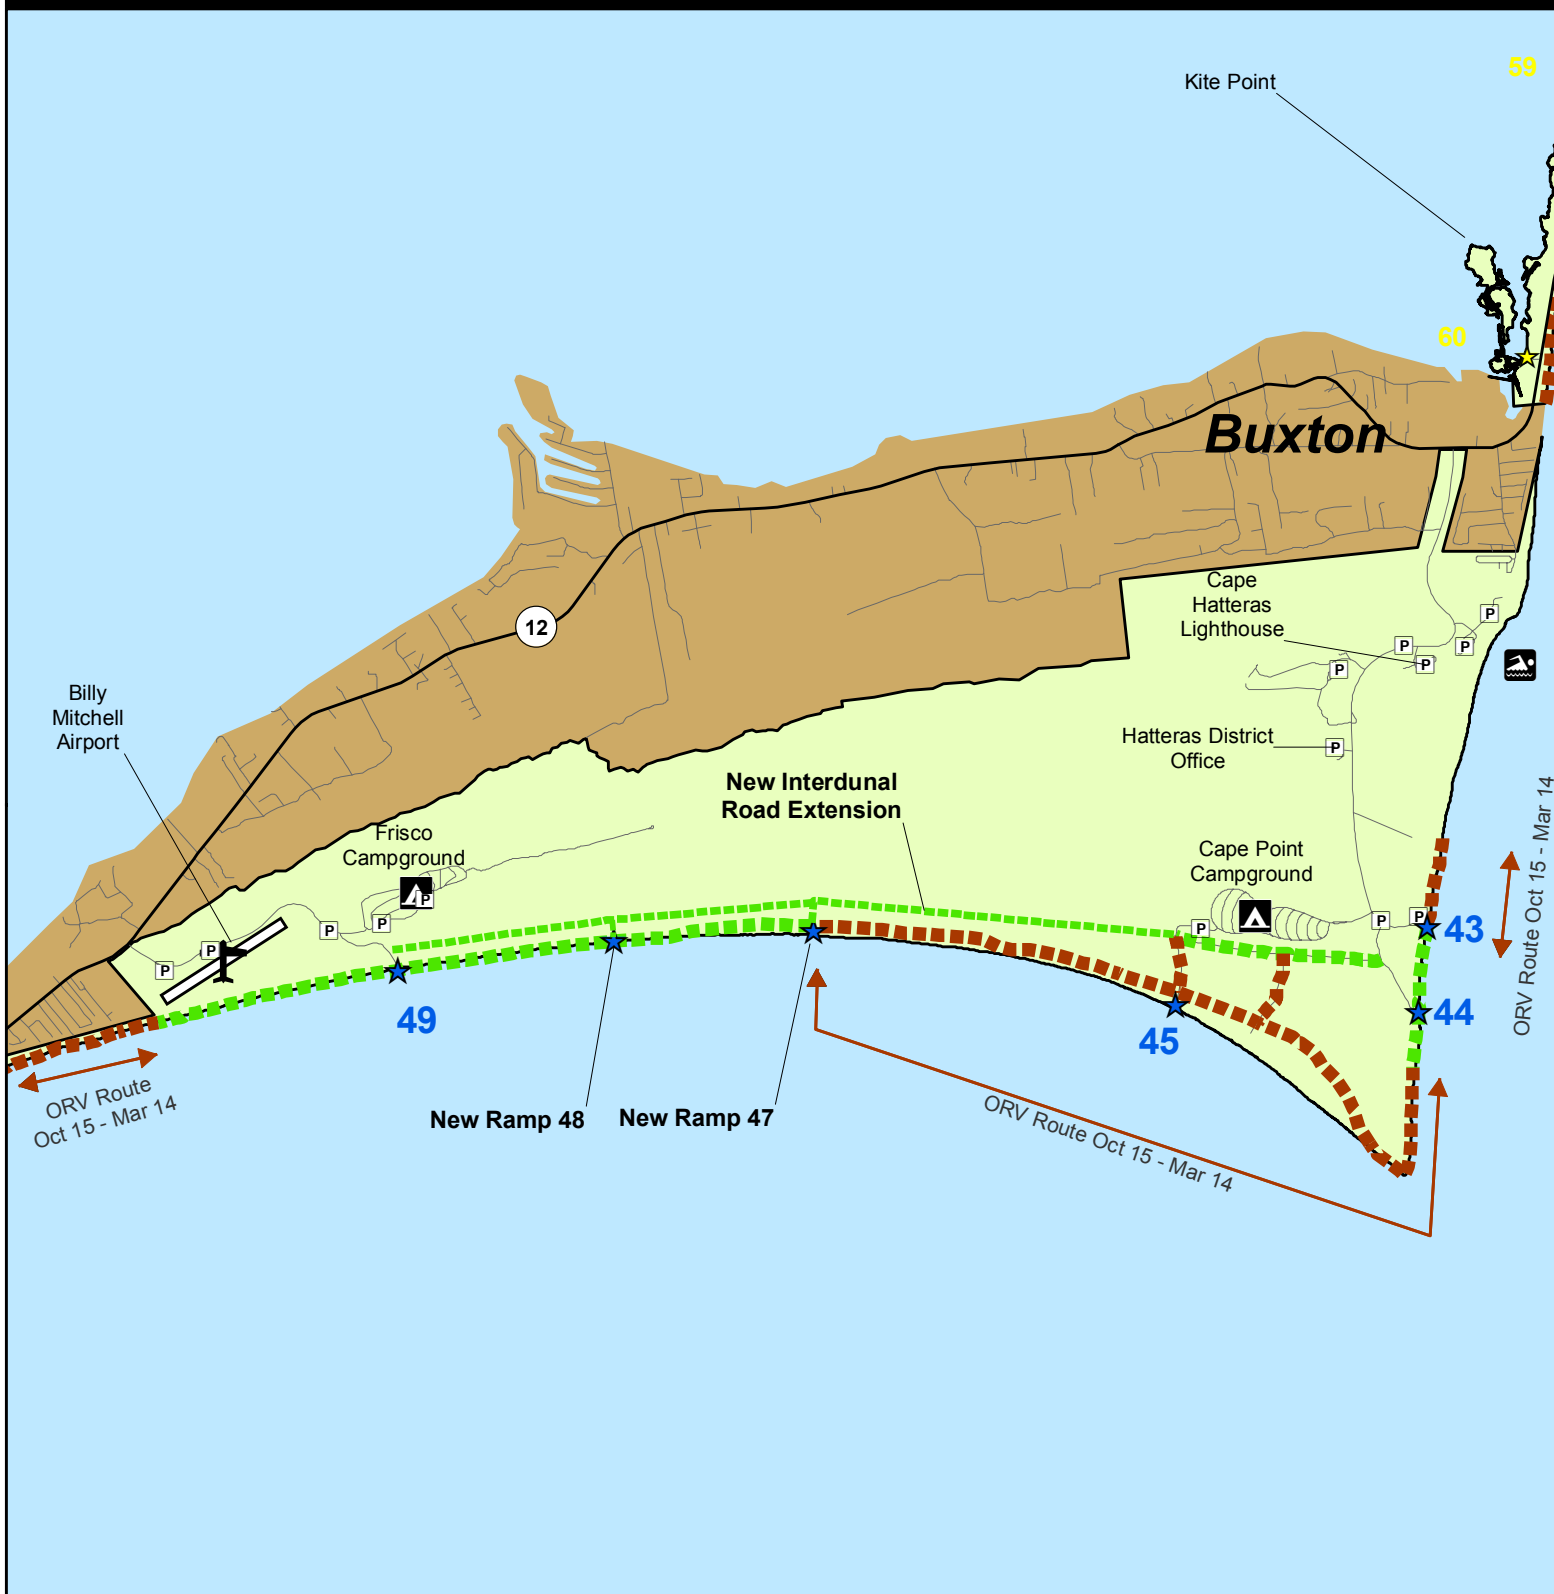 59
Kite Point
60
Buxton
Cape
Hatteras
Lighthouse
12
P
P
P
P
P
Billy
Mitchell
Airport
Hatteras District
Office
P
New Interdunal
Road Extension
Frisco
Campground
Cape Point
Campground
ORV Route Oct 15 - Mar 14
P
P
P
P
P
P
P
P
43
49
44
45
ORV Route
Oct 15 - Mar 14
New Ramp 48
New Ramp 47
ORV Route Oct 15 - Mar 14